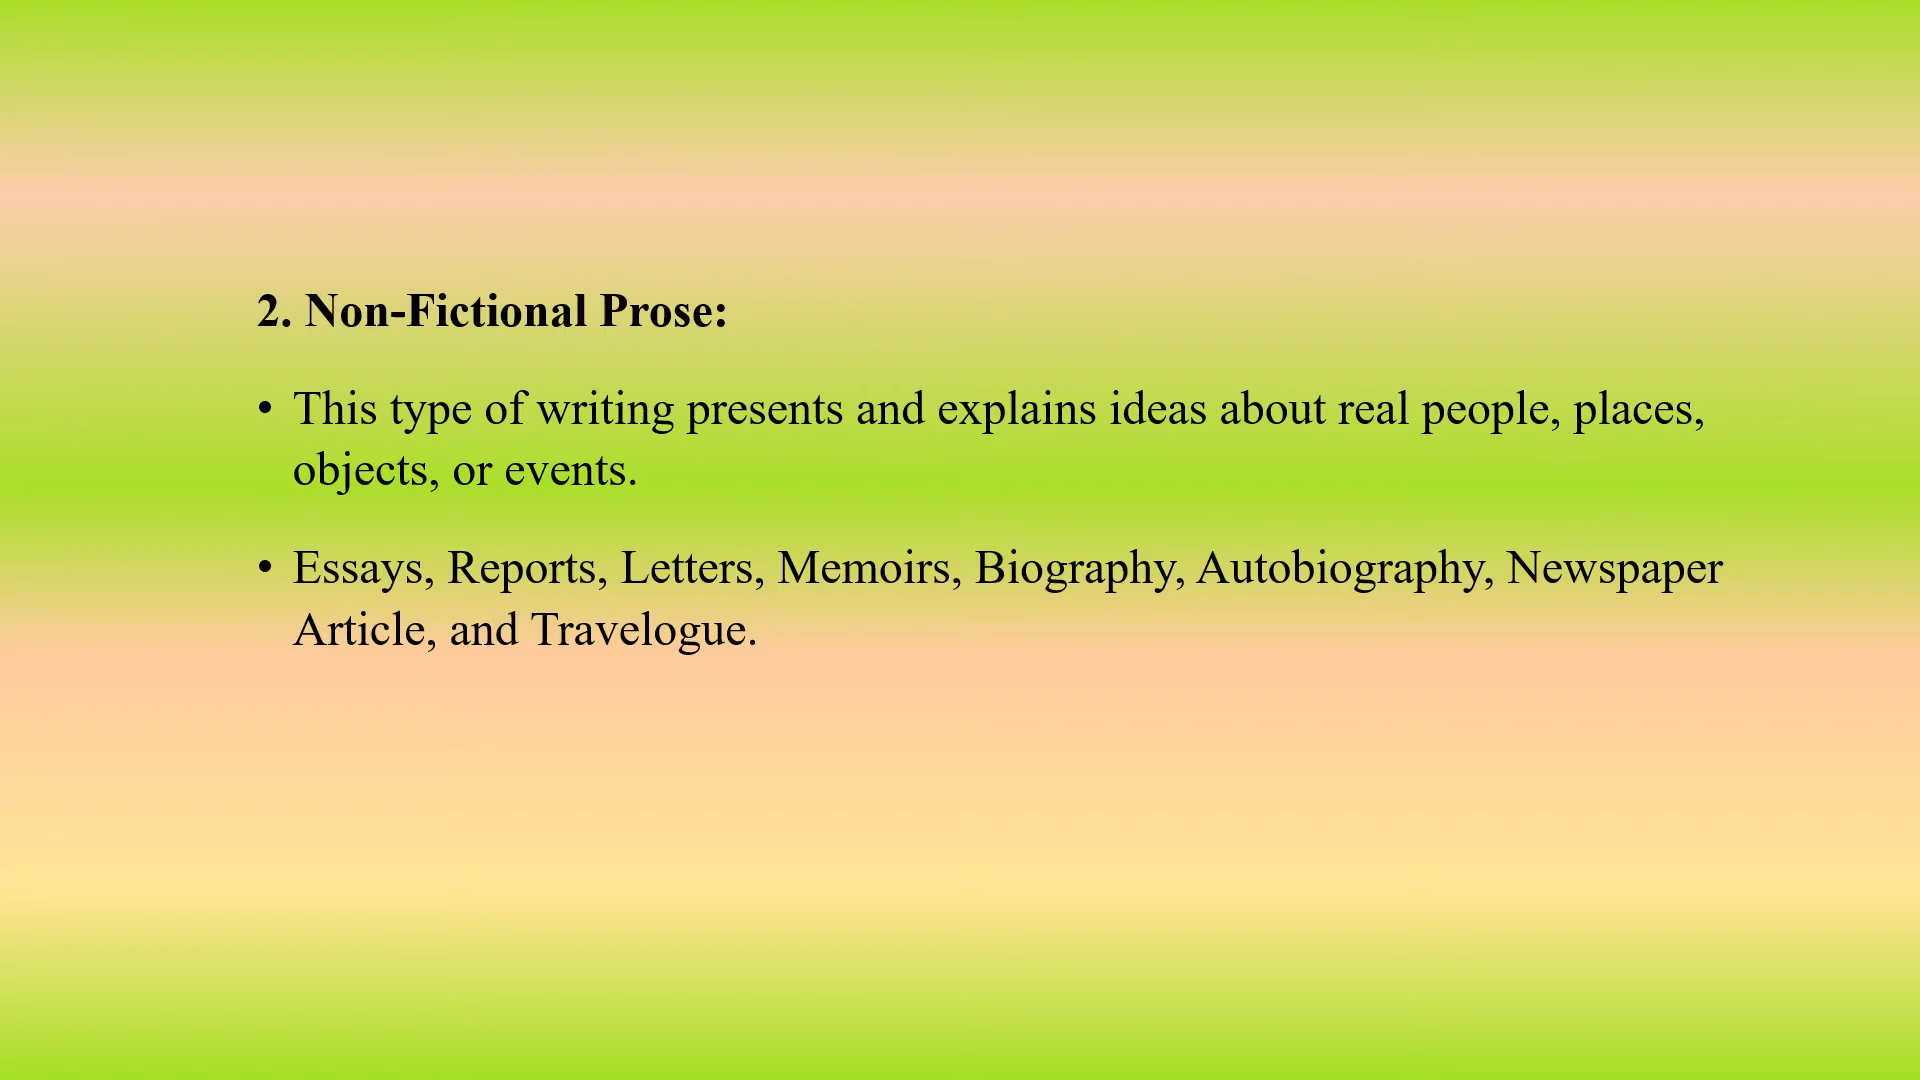 2. Non-Fictional Prose:
• This type of writing presents and explains ideas about real people, places,
objects, or events.
• Essays, Reports, Letters, Memoirs, Biography, Autobiography, Newspaper
Article, and Travelogue.